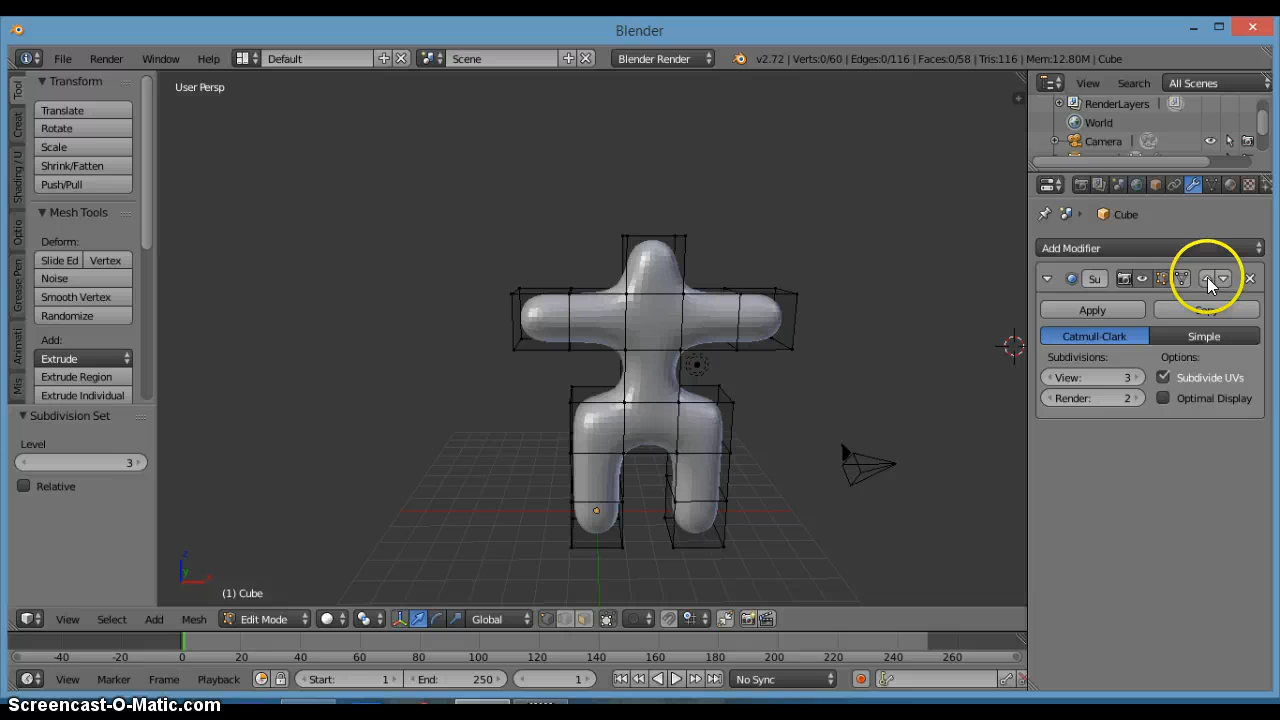 Blender
File Render Window Help Default Scene Blender Render v2.72 | Verts:0/60 | Edges:0/116 | Faces:0/58 | Tris:116 | Mem:12.80M | Cube
Tool
Creat
Shading / U
Optio
Grease Pen
Animati
Mis
Transform
Translate
Rotate
Scale
Shrink/Fatten
Push/Pull
Mesh Tools
Deform:
Slide Ed Vertex
Noise
Smooth Vertex
Randomize
Add:
Extrude
Extrude Region
Extrude Individual
Subdivision Set
Level
3
Relative
User Persp
z
(1) Cube
View Search All Scenes
RenderLayers
World
Camera
Cube
Add Modifier
Su
Apply
Catmull-Clark Simple
Subdivisions: Options:
View: 3 Subdivide UVs
Render: 2 Optimal Display
View Select Add Mesh Edit Mode Global
-40 -20 0 20 40 60 80 100 120 140 160 180 200 220 240 260
View Marker Frame Playback Start: 1 End: 250 1 No Sync
Screencast-O-Matic.com